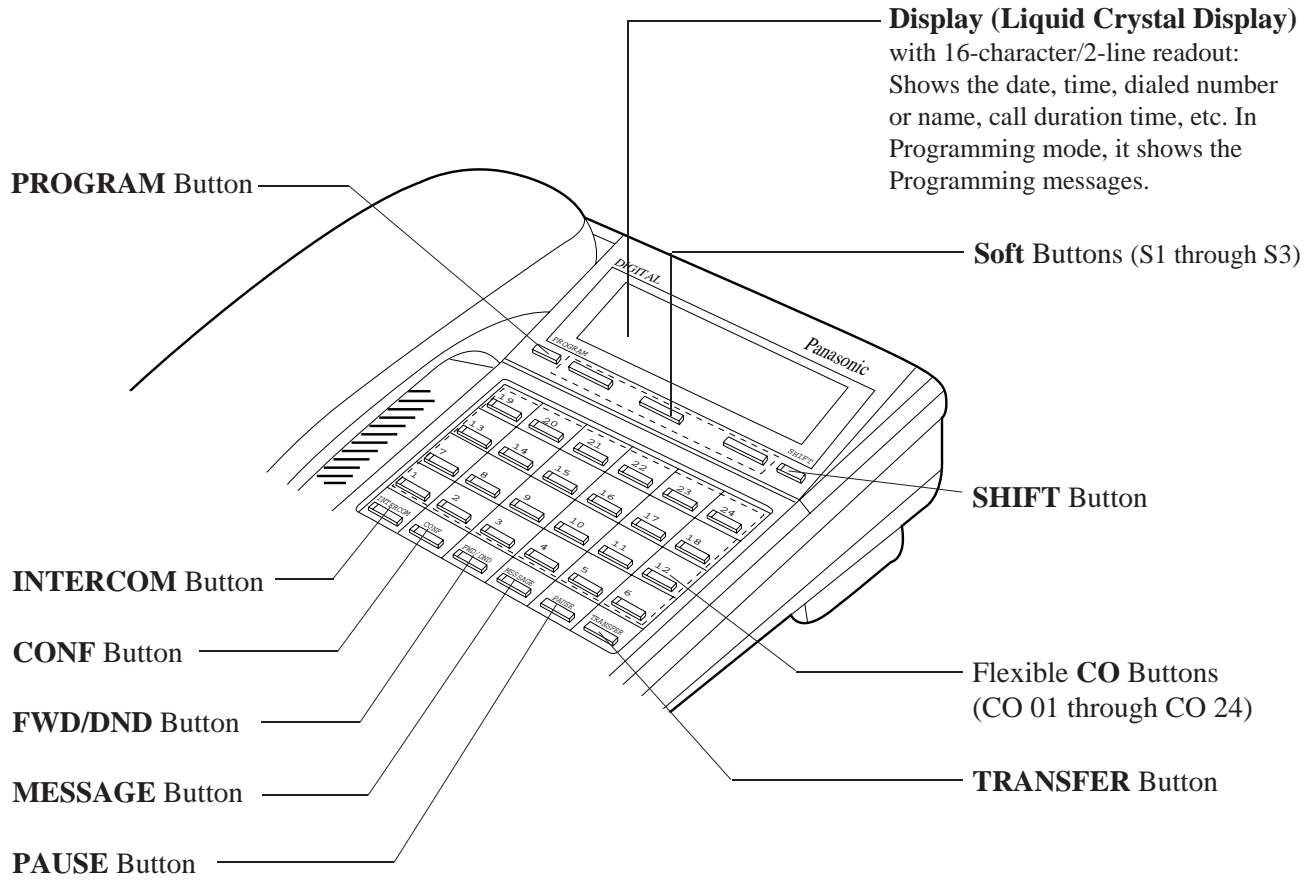 Display (Liquid Crystal Display)
with 16-character/2-line readout:
Shows the date, time, dialed number
or name, call duration time, etc. In
Programming mode, it shows the
Programming messages.
PROGRAM Button
Soft Buttons (S1 through S3)
DIGITAL
Panasonic
PROGRAM
SHIFT
19 20 21 22 23 24
13 14 15 16 17 18
7 8 9 10 11 12
1 2 3 4 5 6
INTERCOM CONF FWD/DND MESSAGE PAUSE TRANSFER
SHIFT Button
INTERCOM Button
CONF Button
Flexible CO Buttons
(CO 01 through CO 24)
FWD/DND Button
TRANSFER Button
MESSAGE Button
PAUSE Button